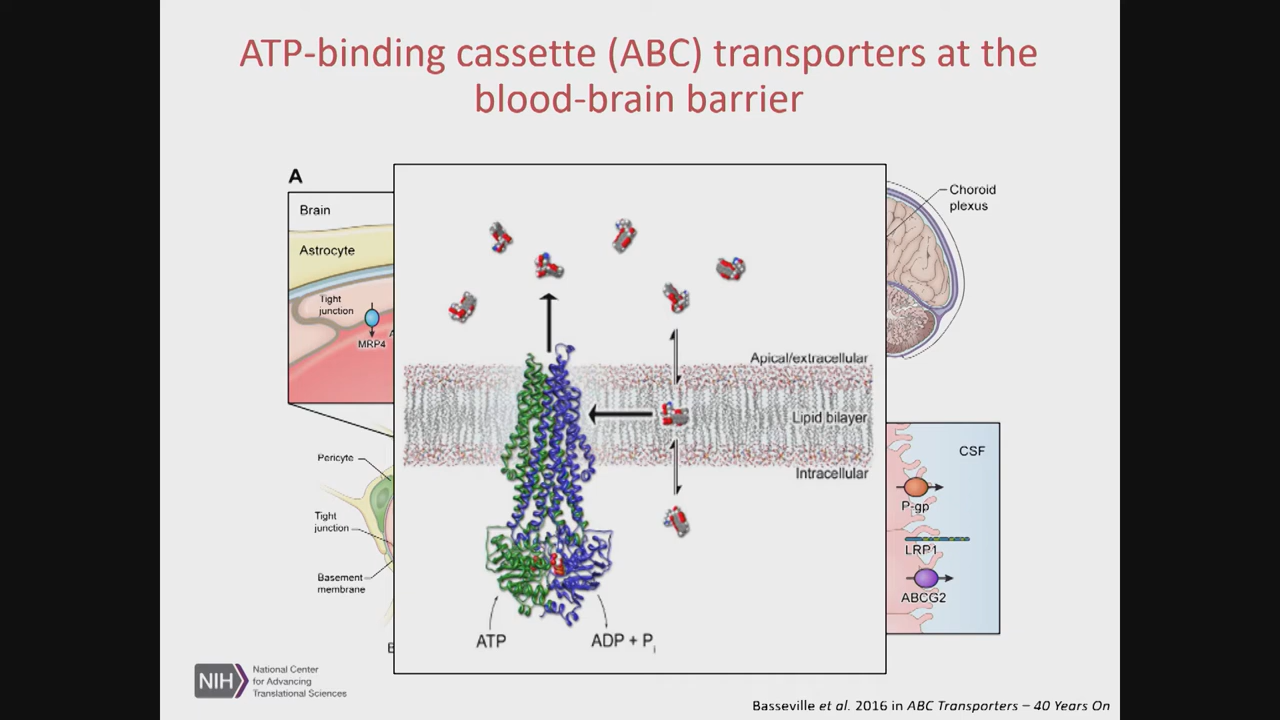 ATP-binding cassette (ABC) transporters at the
blood-brain barrier
A
Brain
Astrocyte
Tight
junction
MRP4
Choroid
plexus
Apical/extracellular
Lipid bilayer
Intracellular
Pericyte
Tight
junction
Basement
membrane
CSF
P-gp
LRP1
ABCG2
ATP
ADP + Pi
NIH
National Center
for Advancing
Translational Sciences
Basseville et al. 2016 in ABC Transporters – 40 Years On